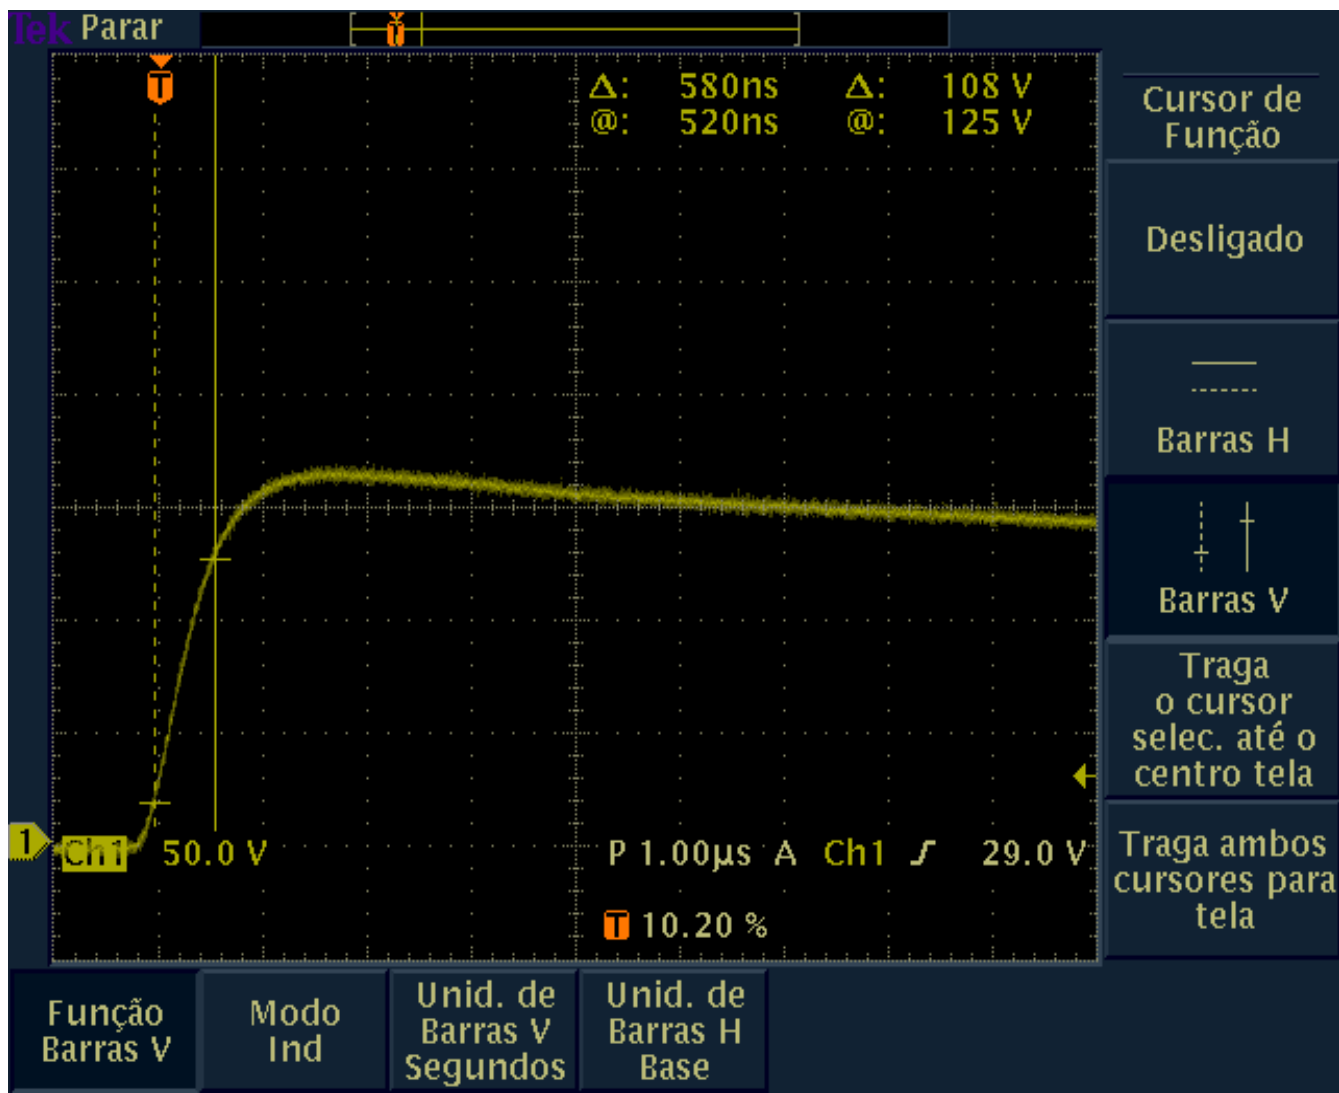 Tek Parar
T
T
Δ: 580ns Δ: 108 V
@: 520ns @: 125 V
Cursor de
Função
Desligado
Barras H
Barras V
Traga
o cursor
selec. até o
centro tela
Traga ambos
cursores para
tela
1
Ch1 50.0 V P 1.00µs A Ch1 29.0 V
T 10.20 %
Função
Barras V
Modo
Ind
Unid. de
Barras V
Segundos
Unid. de
Barras H
Base